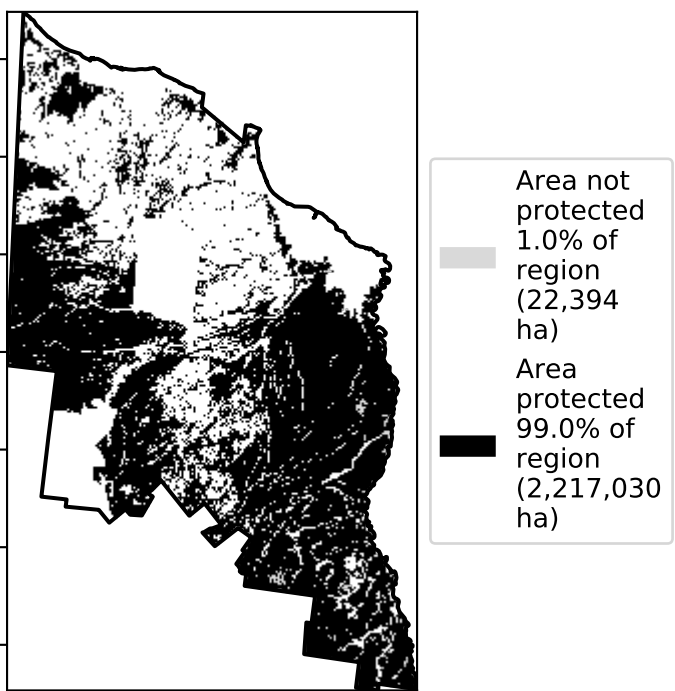 Area not
protected
1.0% of
region
(22,394
ha)
Area
protected
99.0% of
region
(2,217,030
ha)